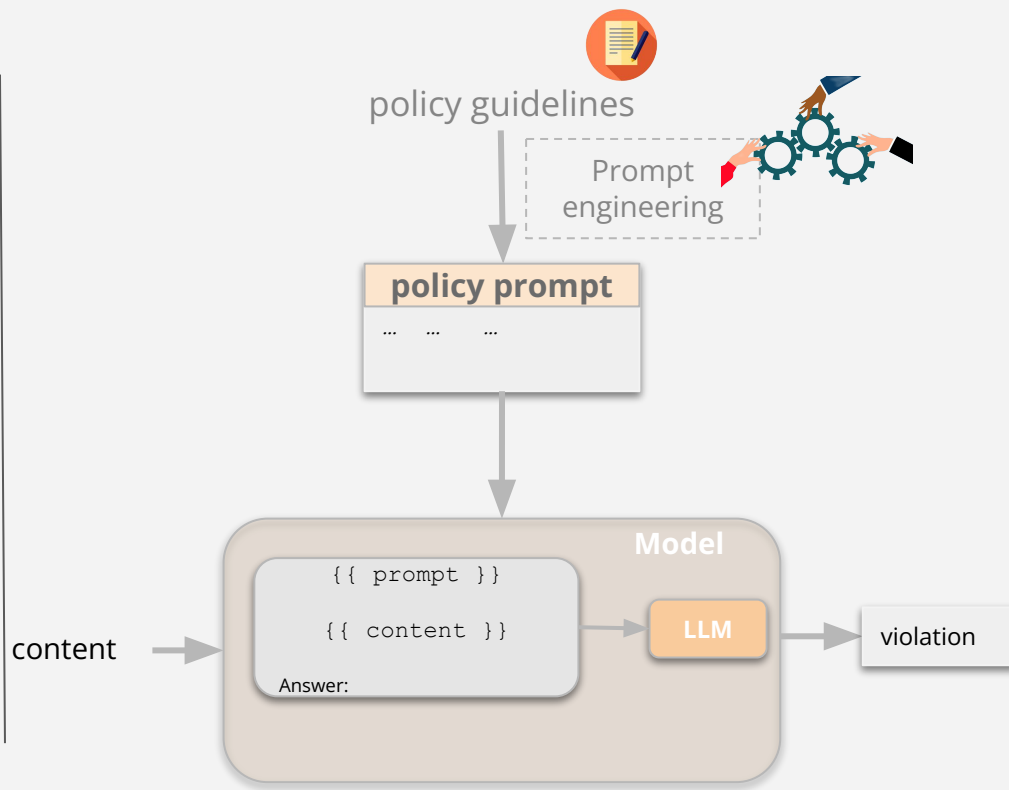 policy guidelines
Prompt
engineering
policy prompt
... ... ...
Model
{{ prompt }}
{{ content }}
Answer:
LLM
content
violation